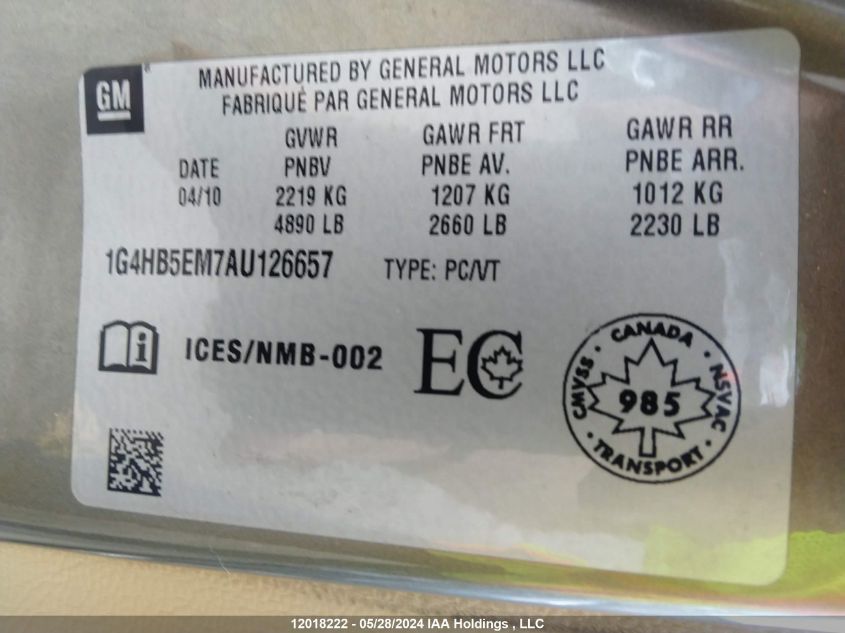 GM
MANUFACTURED BY GENERAL MOTORS LLC
FABRIQUÉ PAR GENERAL MOTORS LLC
DATE
04/10
GVWR
PNBV
2219 KG
4890 LB
GAWR FRT
PNBE AV.
1207 KG
2660 LB
GAWR RR
PNBE ARR.
1012 KG
2230 LB
1G4HB5EM7AU126657 TYPE: PC/VT
i ICES/NMB-002 EC
CANADA
CMVSS · 985 · NSVAC
· TRANSPORT ·
12018222 - 05/28/2024 IAA Holdings , LLC